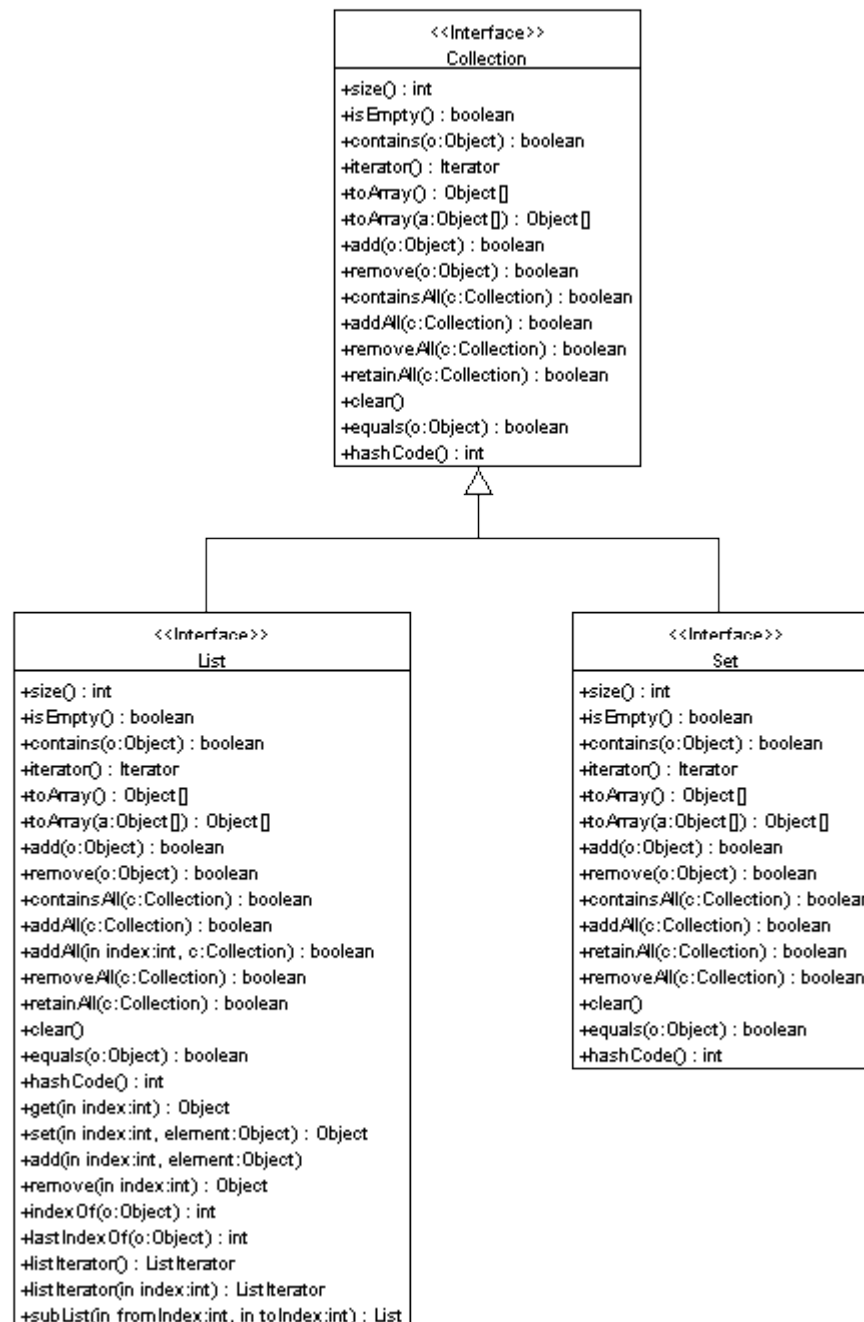 <<Interface>>
Collection
+size() : int
+isEmpty() : boolean
+contains(o:Object) : boolean
+iterator() : Iterator
+toArray() : Object[]
+toArray(a:Object[]) : Object[]
+add(o:Object) : boolean
+remove(o:Object) : boolean
+containsAll(c:Collection) : boolean
+addAll(c:Collection) : boolean
+removeAll(c:Collection) : boolean
+retainAll(c:Collection) : boolean
+clear()
+equals(o:Object) : boolean
+hashCode() : int
<<Interface>>
List
+size() : int
+isEmpty() : boolean
+contains(o:Object) : boolean
+iterator() : Iterator
+toArray() : Object[]
+toArray(a:Object[]) : Object[]
+add(o:Object) : boolean
+remove(o:Object) : boolean
+containsAll(c:Collection) : boolean
+addAll(c:Collection) : boolean
+addAll(in index:int, c:Collection) : boolean
+removeAll(c:Collection) : boolean
+retainAll(c:Collection) : boolean
+clear()
+equals(o:Object) : boolean
+hashCode() : int
+get(in index:int) : Object
+set(in index:int, element:Object) : Object
+add(in index:int, element:Object)
+remove(in index:int) : Object
+indexOf(o:Object) : int
+lastIndexOf(o:Object) : int
+listIterator() : ListIterator
+listIterator(in index:int) : ListIterator
+subList(in fromIndex:int, in toIndex:int) : List
<<Interface>>
Set
+size() : int
+isEmpty() : boolean
+contains(o:Object) : boolean
+iterator() : Iterator
+toArray() : Object[]
+toArray(a:Object[]) : Object[]
+add(o:Object) : boolean
+remove(o:Object) : boolean
+containsAll(c:Collection) : boolean
+addAll(c:Collection) : boolean
+retainAll(c:Collection) : boolean
+removeAll(c:Collection) : boolean
+clear()
+equals(o:Object) : boolean
+hashCode() : int